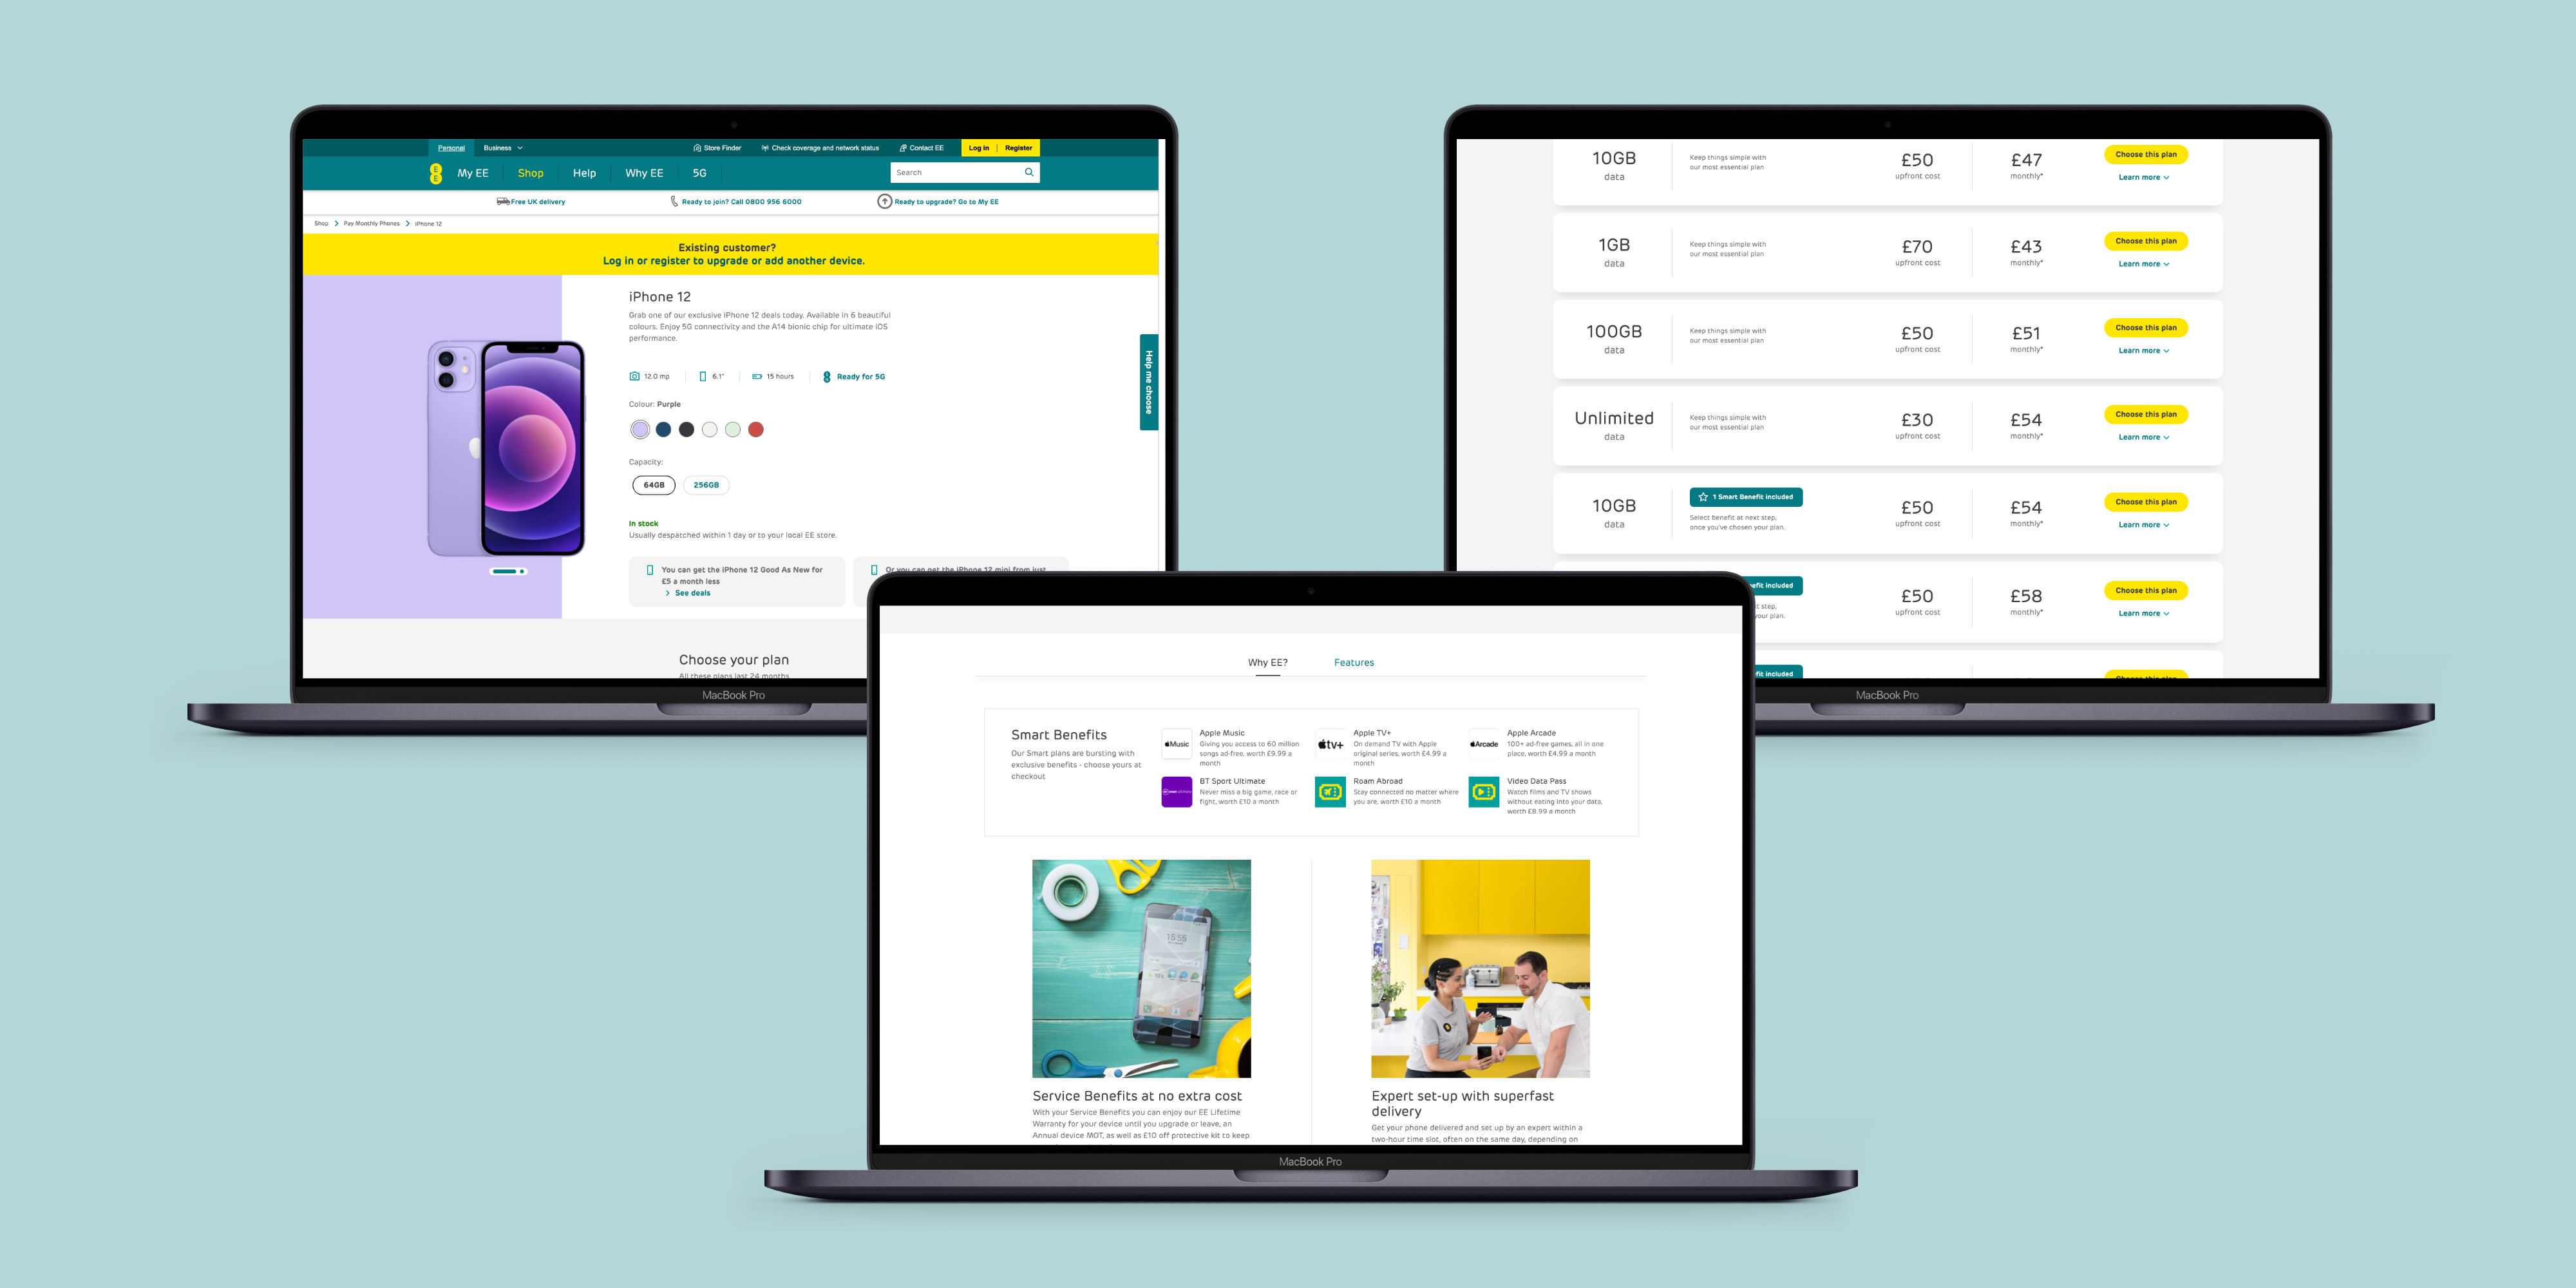 Personal
Business
Store Finder
Check coverage and network status
Contact EE
Log in
Register
E
E
My EE
Shop
Help
Why EE
5G
Search
Free UK delivery
Ready to join? Call 0800 956 6000
Ready to upgrade? Go to My EE
Shop
Pay Monthly Phones
iPhone 12
Existing customer?
Log in or register to upgrade or add another device.
iPhone 12
Grab one of our exclusive iPhone 12 deals today. Available in 6 beautiful
colours. Enjoy 5G connectivity and the A14 bionic chip for ultimate iOS
performance.
12.0 mp
6.1"
15 hours
Ready for 5G
Colour: Purple
Capacity:
64GB
256GB
In stock
Usually despatched within 1 day or to your local EE store.
You can get the iPhone 12 Good As New for
£5 a month less
See deals
Or you can get the iPhone 12 mini from just
Help me choose
Choose your plan
All these plans last 24 months
MacBook Pro
10GB
data
Keep things simple with
our most essential plan
£50
upfront cost
£47
monthly*
Choose this plan
Learn more
1GB
data
Keep things simple with
our most essential plan
£70
upfront cost
£43
monthly*
Choose this plan
Learn more
100GB
data
Keep things simple with
our most essential plan
£50
upfront cost
£51
monthly*
Choose this plan
Learn more
Unlimited
data
Keep things simple with
our most essential plan
£30
upfront cost
£54
monthly*
Choose this plan
Learn more
10GB
data
1 Smart Benefit included
Select benefit at next step,
once you've chosen your plan.
£50
upfront cost
£54
monthly*
Choose this plan
Learn more
included
step,
your plan.
£50
upfront cost
£58
monthly*
Choose this plan
Learn more
included
Choose this plan
MacBook Pro
Why EE?
Features
Smart Benefits
Our Smart plans are bursting with
exclusive benefits - choose yours at
checkout
Music
Apple Music
Giving you access to 60 million
songs ad-free, worth £9.99 a
month
tv+
Apple TV+
On demand TV with Apple
original series, worth £4.99 a
month
Arcade
Apple Arcade
100+ ad-free games, all in one
place, worth £4.99 a month
BT Sport Ultimate
Never miss a big game, race or
fight, worth £10 a month
Roam Abroad
Stay connected no matter where
you are, worth £10 a month
Video Data Pass
Watch films and TV shows
without eating into your data,
worth £8.99 a month
15:55
Service Benefits at no extra cost
With your Service Benefits you can enjoy our EE Lifetime
Warranty for your device until you upgrade or leave, an
Annual device MOT, as well as £10 off protective kit to keep
Expert set-up with superfast
delivery
Get your phone delivered and set up by an expert within a
two-hour time slot, often on the same day, depending on
MacBook Pro